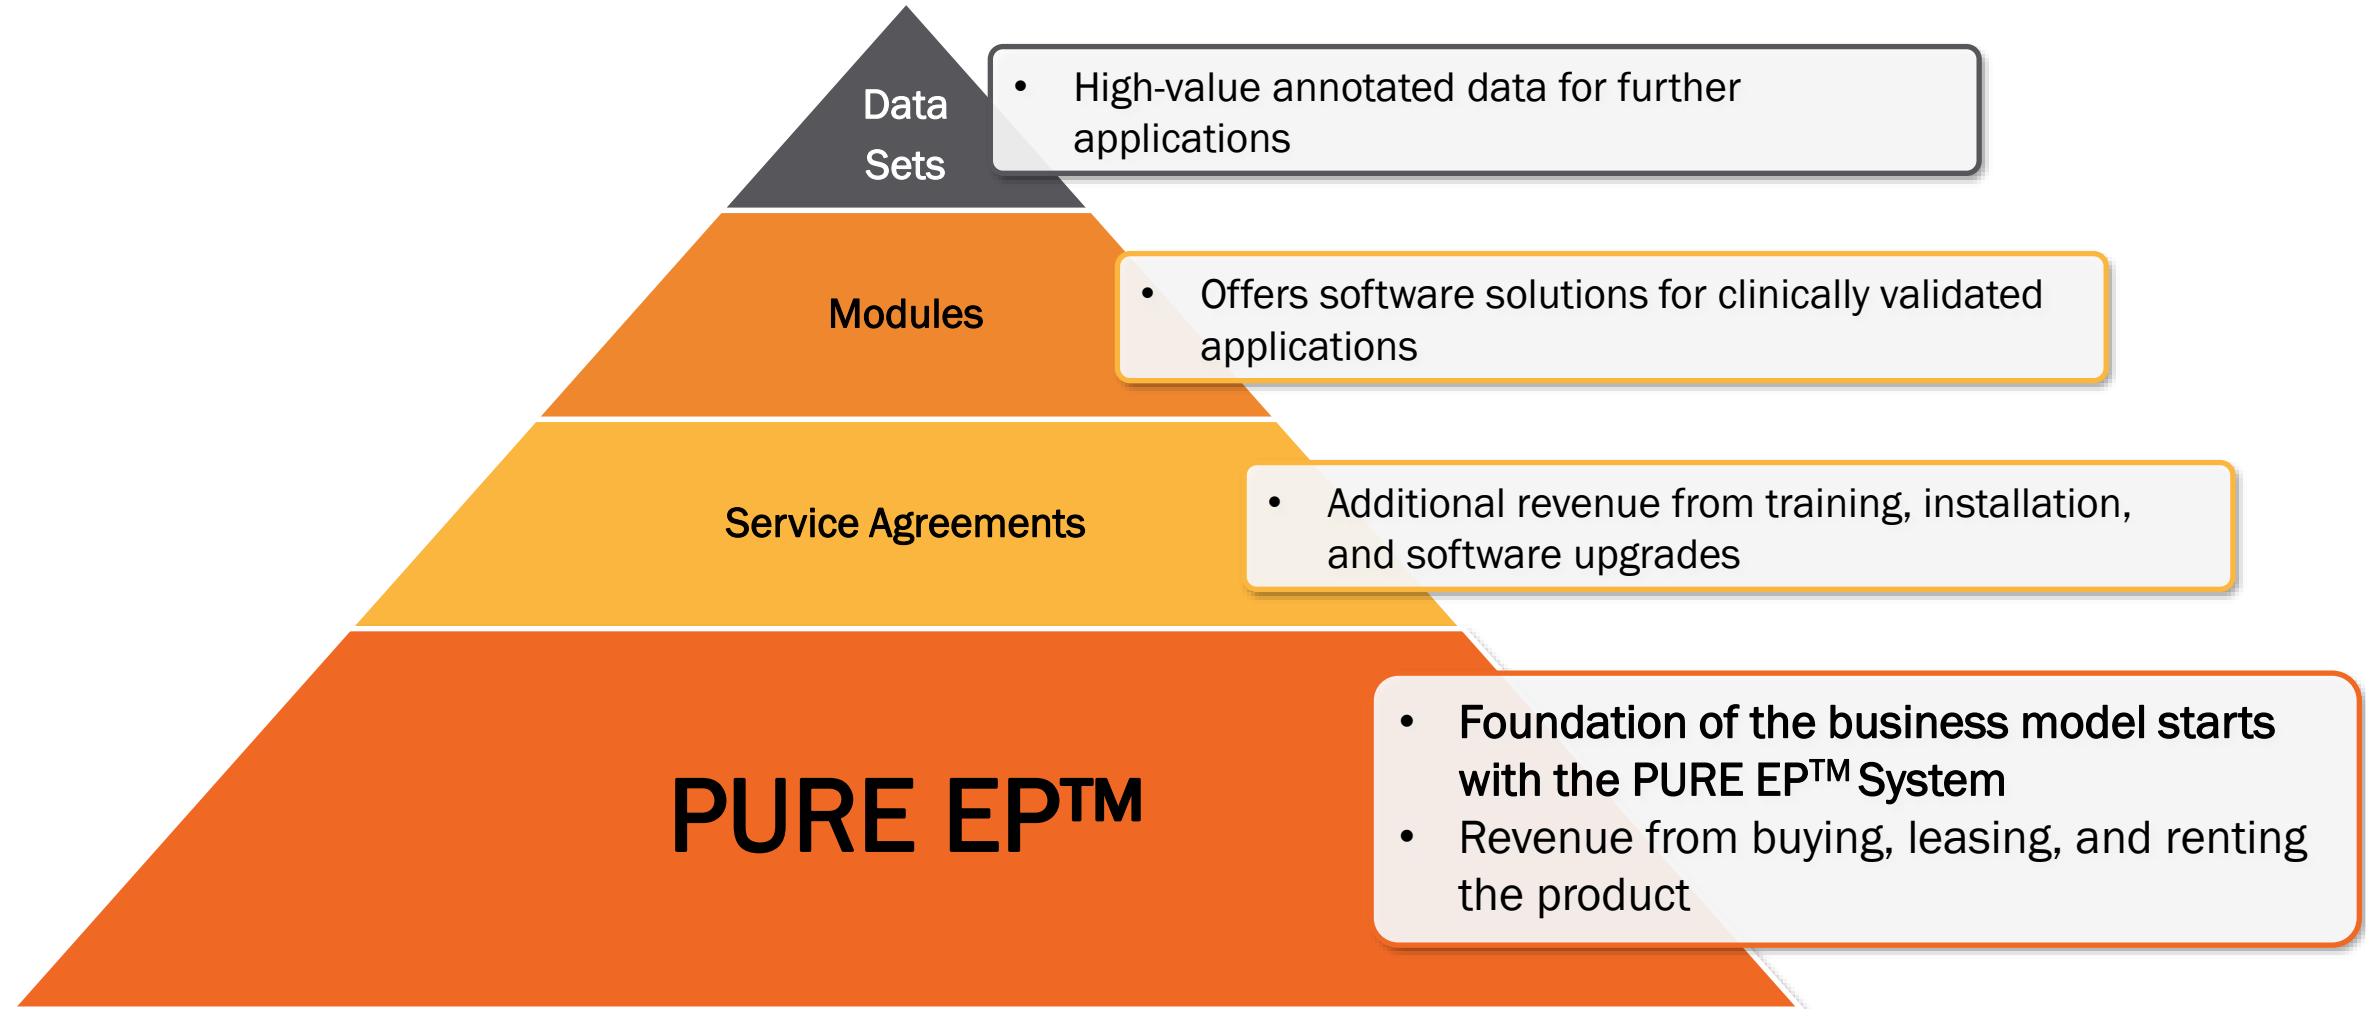 Data
Sets
• High-value annotated data for further
applications
Modules
• Offers software solutions for clinically validated
applications
Service Agreements
• Additional revenue from training, installation,
and software upgrades
PURE EP™
• Foundation of the business model starts
with the PURE EP™ System
• Revenue from buying, leasing, and renting
the product